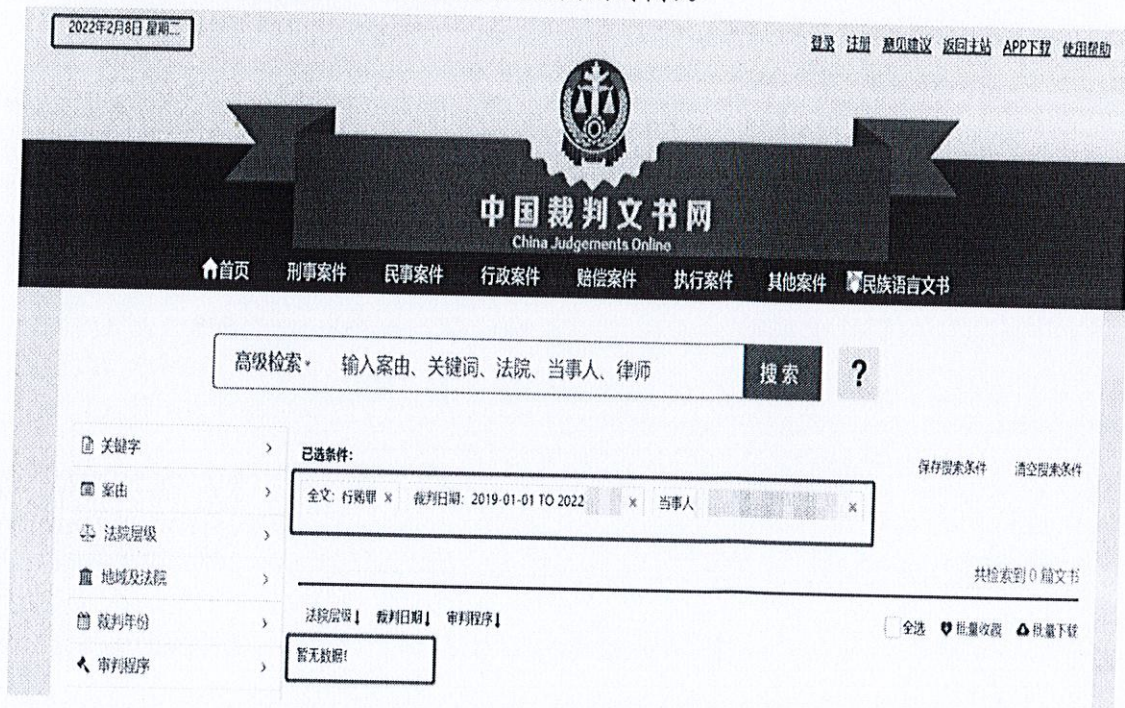 2022年2月8日 星期二
登录 注册 意见建议 返回主站 APP下载 使用帮助
中国裁判文书网
China Judgements Online
首页 刑事案件 民事案件 行政案件 赔偿案件 执行案件 其他案件 民族语言文书
高级检索 输入案由、关键词、法院、当事人、律师 搜索 ?
关键字 >
案由 >
法院层级 >
地域及法院 >
裁判年份 >
审判程序 >
已选条件:
保存搜索条件 清空搜索条件
全文: 行贿罪 × 裁判日期: 2019-01-01 TO 2022 × 当事人 ×
共检索到 0 篇文书
法院层级↓ 裁判日期↓ 审判程序↓
全选 批量收藏 批量下载
暂无数据!